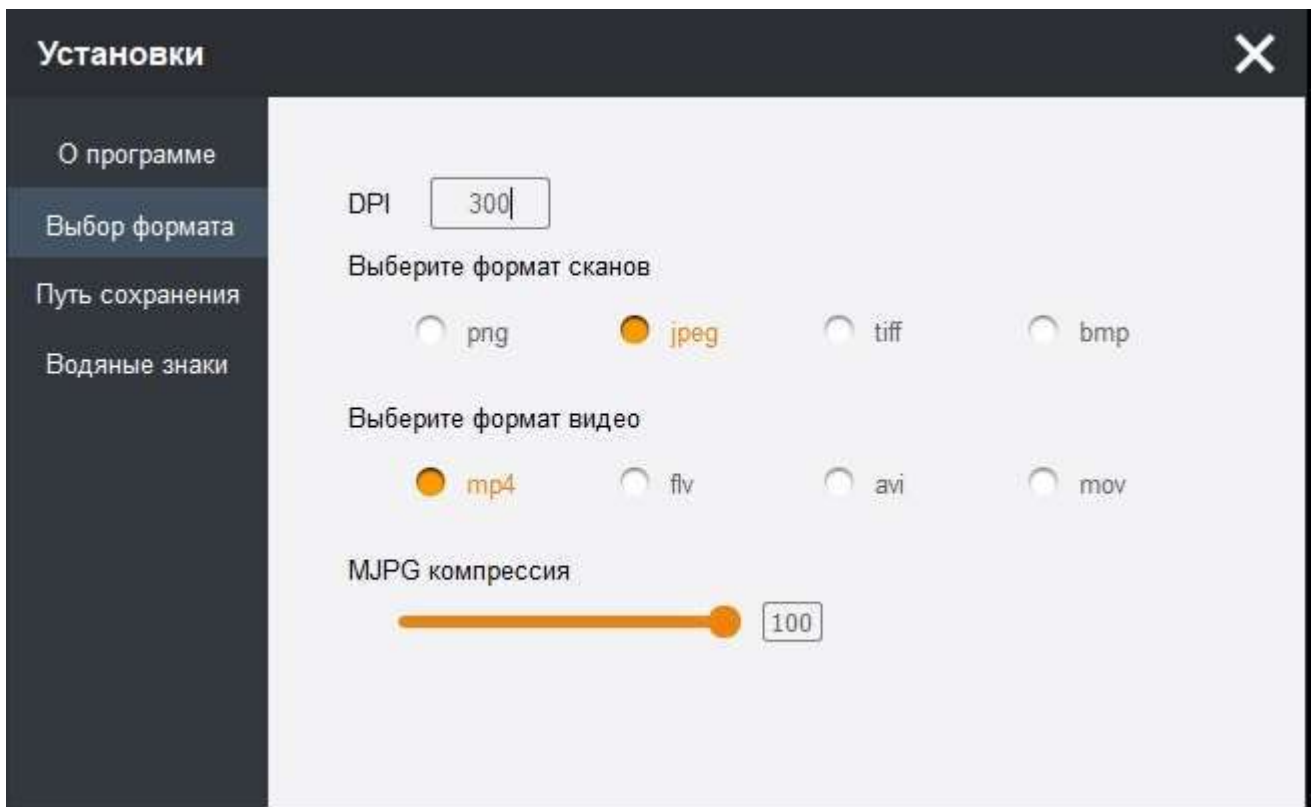 Установки
О программе
Выбор формата
Путь сохранения
Водяные знаки
DPI 300
Выберите формат сканов
png jpeg tiff bmp
Выберите формат видео
mp4 flv avi mov
MJPG компрессия
100